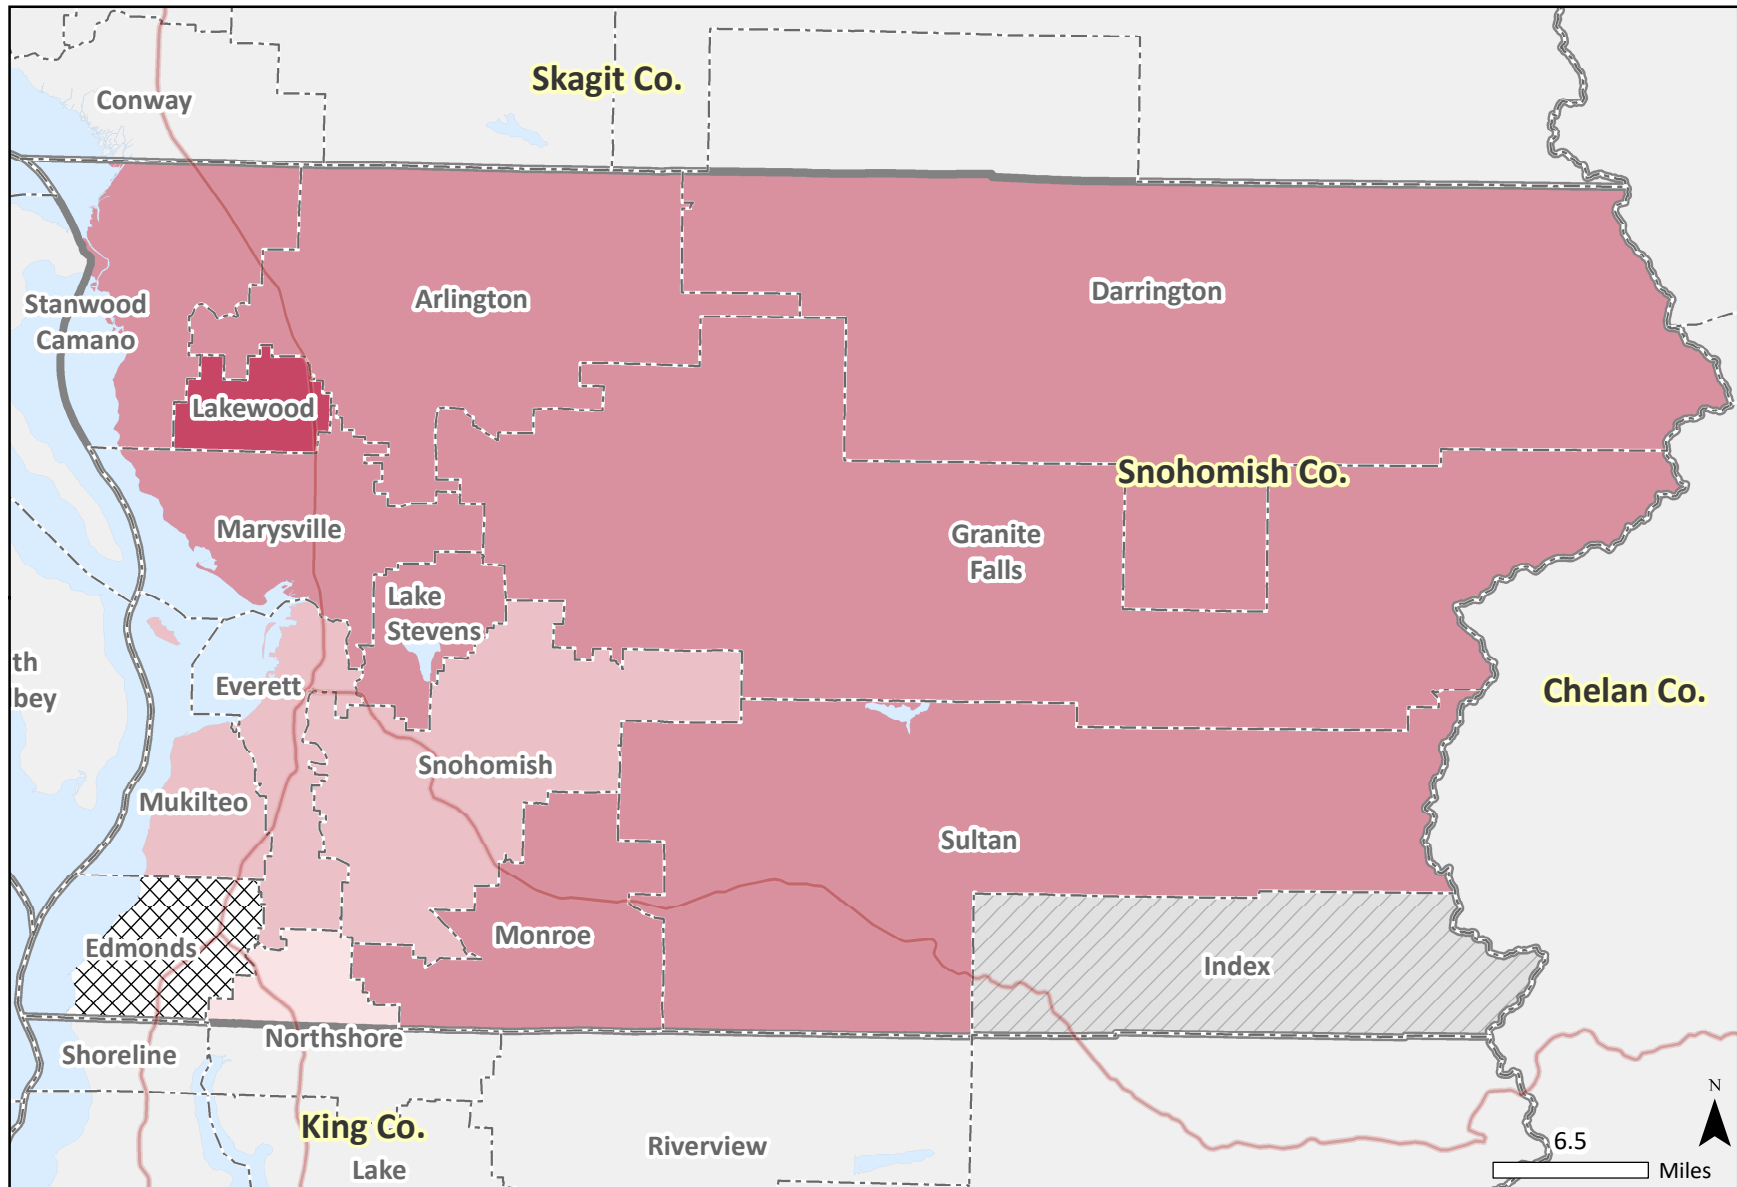 Skagit Co.
Conway
Stanwood
Camano
Arlington
Darrington
Lakewood
Snohomish Co.
Marysville
Granite
Falls
Lake
Stevens
th
lbey
Everett
Chelan Co.
Snohomish
Mukilteo
Sultan
Edmonds
Monroe
Index
Northshore
Shoreline
King Co.
Riverview
Lake
N
6.5
Miles